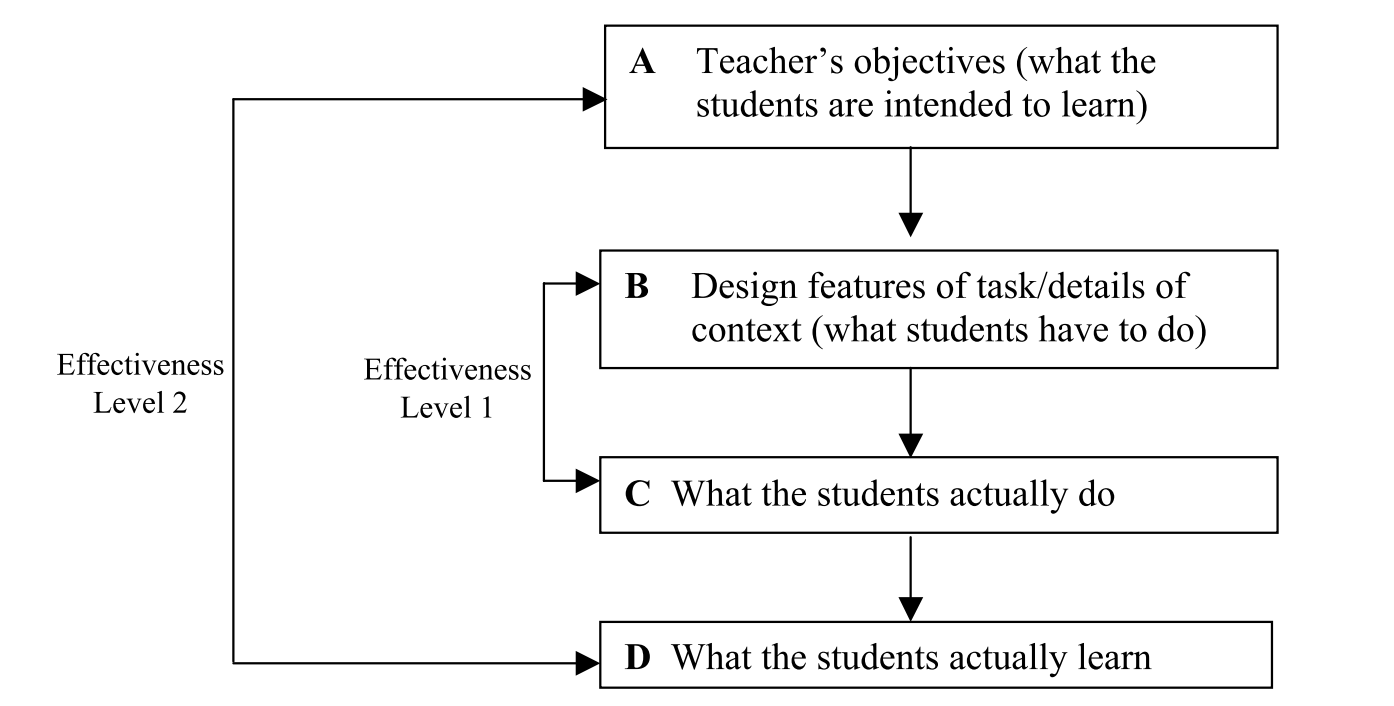 A Teacher’s objectives (what the
students are intended to learn)
B Design features of task/details of
context (what students have to do)
Effectiveness
Level 2
Effectiveness
Level 1
C What the students actually do
D What the students actually learn